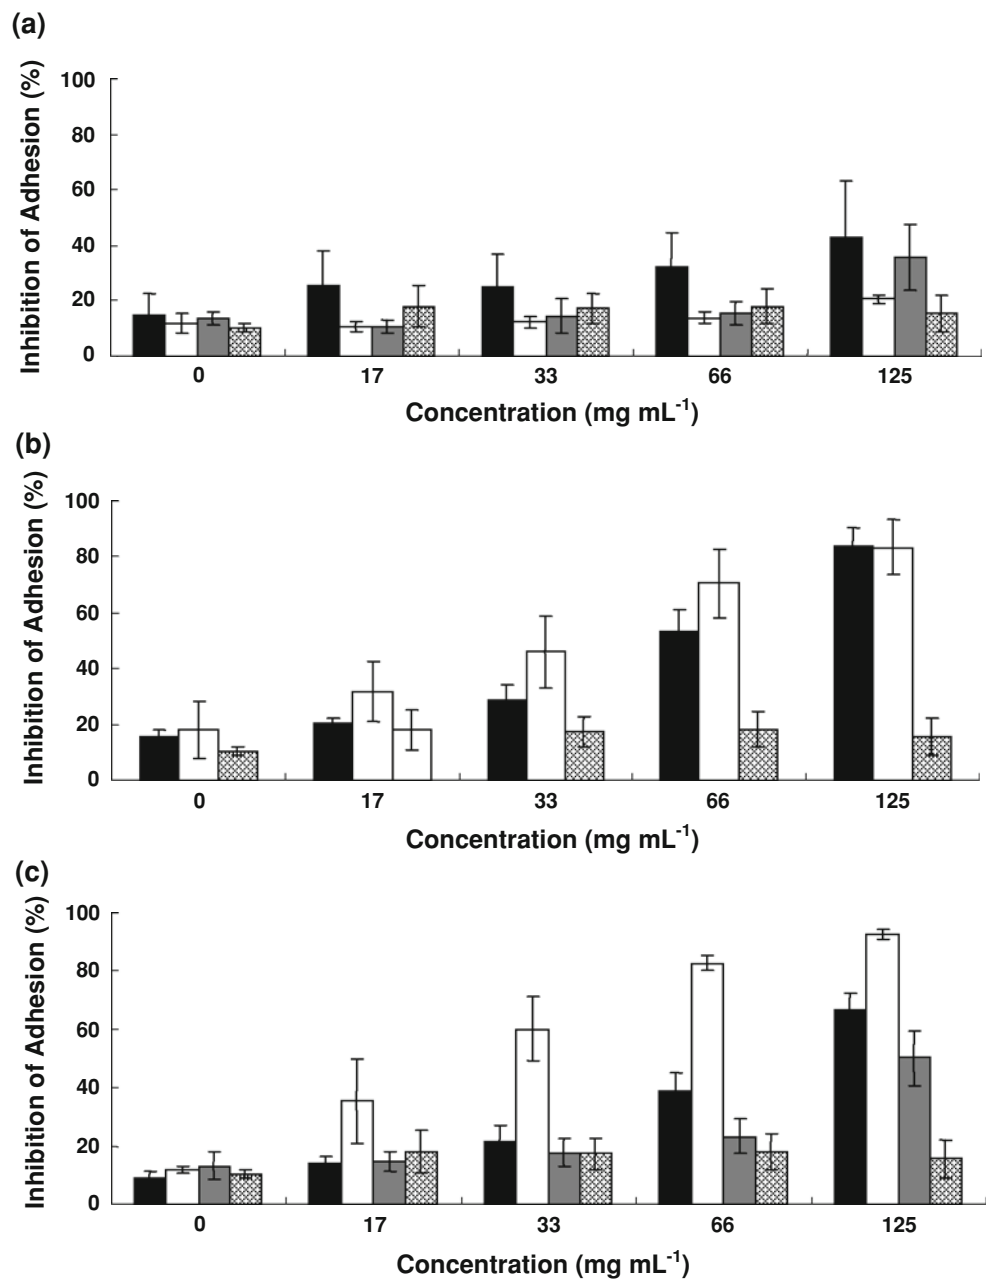 (a)
Inhibition of Adhesion (%)
100
80
60
40
20
0
0 17 33 66 125
Concentration (mg mL-1)
(b)
Inhibition of Adhesion (%)
100
80
60
40
20
0
0 17 33 66 125
Concentration (mg mL-1)
(c)
Inhibition of Adhesion (%)
100
80
60
40
20
0
0 17 33 66 125
Concentration (mg mL-1)